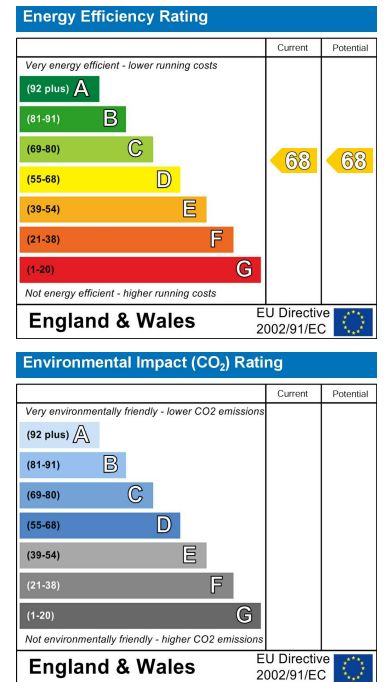 Energy Efficiency Rating
Current Potential
Very energy efficient - lower running costs
(92 plus) A
(81-91) B
(69-80) C
68 68
(55-68) D
(39-54) E
(21-38) F
(1-20) G
Not energy efficient - higher running costs
England & Wales
EU Directive
2002/91/EC
Environmental Impact (CO₂) Rating
Current Potential
Very environmentally friendly - lower CO2 emissions
(92 plus) A
(81-91) B
(69-80) C
(55-68) D
(39-54) E
(21-38) F
(1-20) G
Not environmentally friendly - higher CO2 emissions
England & Wales
EU Directive
2002/91/EC